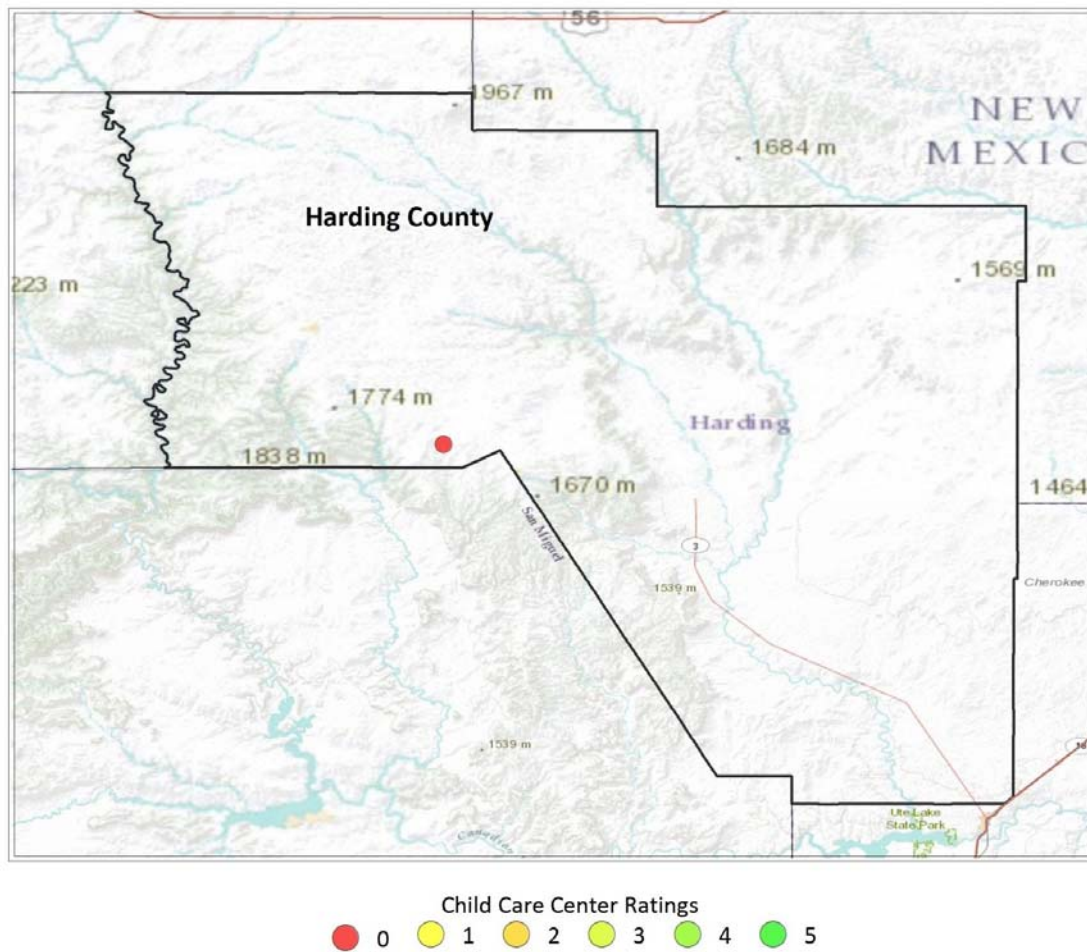 56
1967 m
NEW
MEXIC
1684 m
Harding County
1569 m
223 m
1774 m
Harding
1838 m
1670 m
1464
San Miguel
3
1539 m
Cherokee
1539 m
Ute Lake
State Park
Canadian
Child Care Center Ratings
0 1 2 3 4 5